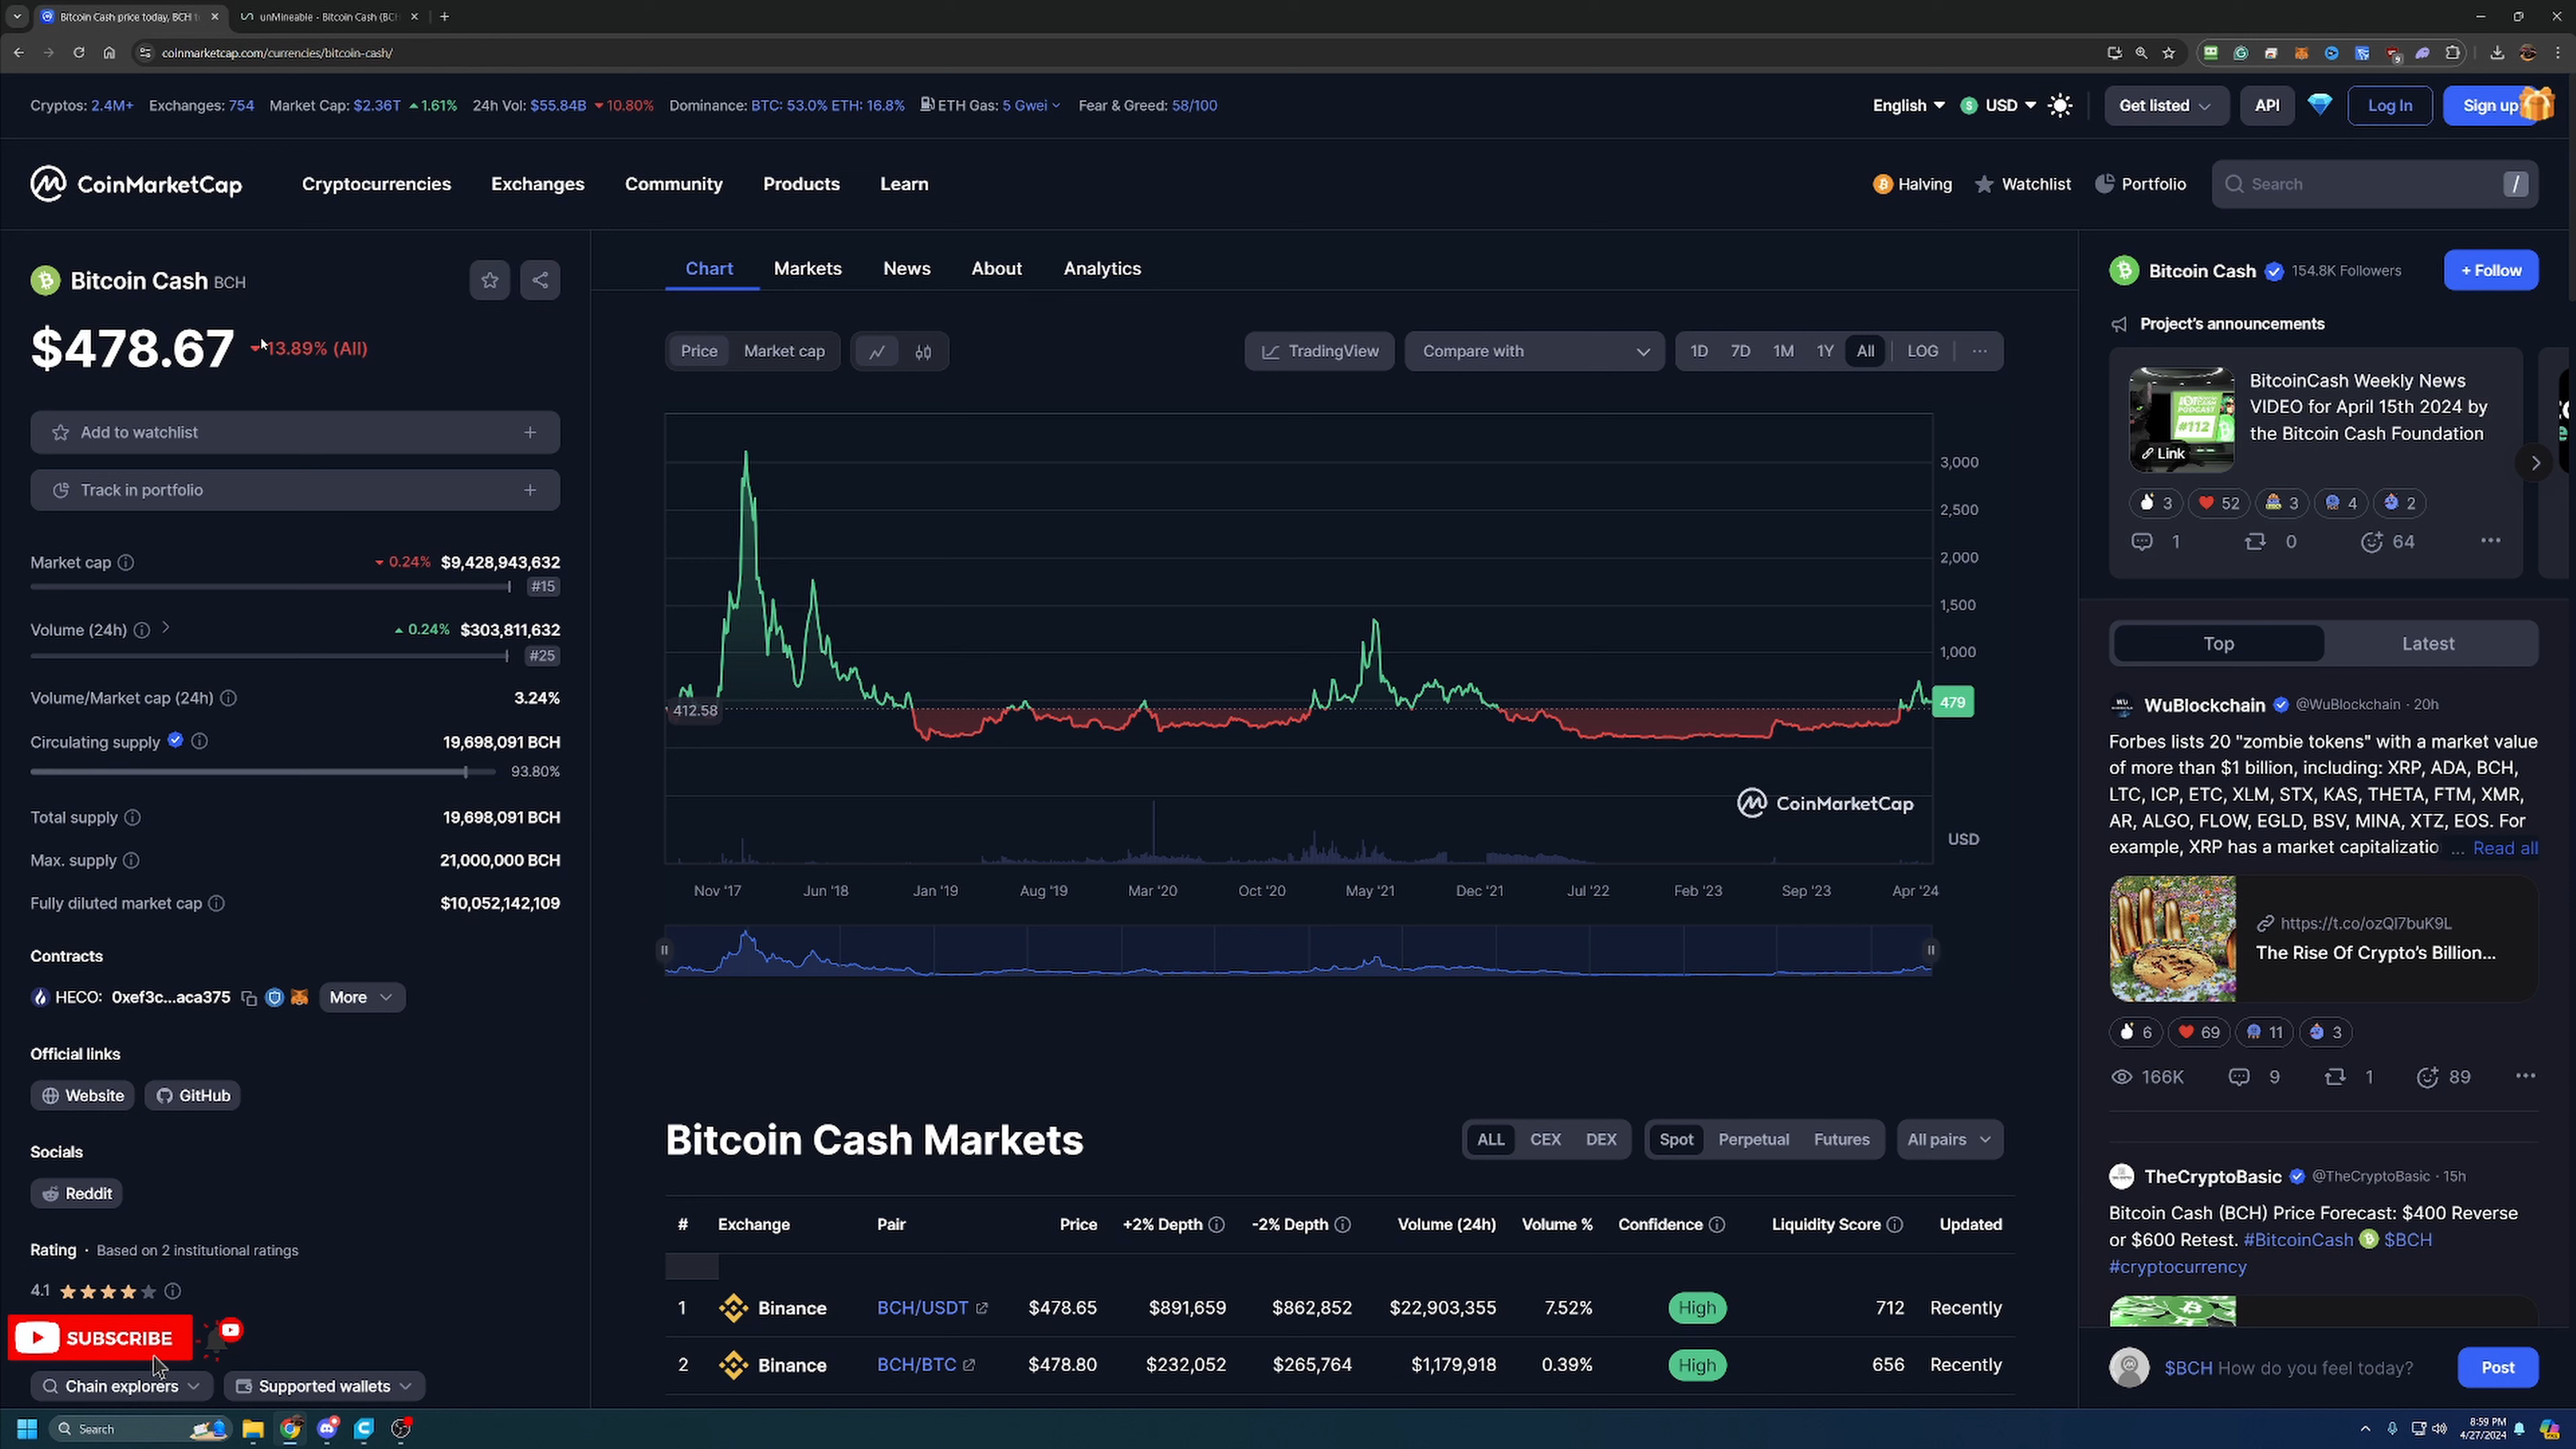 Bitcoin Cash price today, BCH t
unMineable - Bitcoin Cash (BCH
coinmarketcap.com/currencies/bitcoin-cash/
Cryptos: 2.4M+ Exchanges: 754 Market Cap: $2.36T 1.61% 24h Vol: $55.84B 10.80% Dominance: BTC: 53.0% ETH: 16.8% ETH Gas: 5 Gwei Fear & Greed: 58/100
English USD Get listed API Log In Sign up
CoinMarketCap Cryptocurrencies Exchanges Community Products Learn
Halving Watchlist Portfolio Search /
Bitcoin Cash BCH
$478.67 13.89% (All)
Add to watchlist +
Track in portfolio +
Market cap 0.24% $9,428,943,632
#15
Volume (24h) 0.24% $303,811,632
#25
Volume/Market cap (24h) 3.24%
Circulating supply 19,698,091 BCH
93.80%
Total supply 19,698,091 BCH
Max. supply 21,000,000 BCH
Fully diluted market cap $10,052,142,109
Contracts
HECO: 0xef3c...aca375 More
Official links
Website GitHub
Socials
Reddit
Rating · Based on 2 institutional ratings
4.1
SUBSCRIBE
Chain explorers Supported wallets
Chart Markets News About Analytics
Price Market cap TradingView Compare with 1D 7D 1M 1Y All LOG ...
3,000
2,500
2,000
1,500
1,000
479
412.58
CoinMarketCap
USD
Nov '17 Jun '18 Jan '19 Aug '19 Mar '20 Oct '20 May '21 Dec '21 Jul '22 Feb '23 Sep '23 Apr '24
Bitcoin Cash Markets
ALL CEX DEX Spot Perpetual Futures All pairs
# Exchange Pair Price +2% Depth -2% Depth Volume (24h) Volume % Confidence Liquidity Score Updated
1 Binance BCH/USDT $478.65 $891,659 $862,852 $22,903,355 7.52% High 712 Recently
2 Binance BCH/BTC $478.80 $232,052 $265,764 $1,179,918 0.39% High 656 Recently
Bitcoin Cash 154.8K Followers + Follow
Project's announcements
BitcoinCash Weekly News
VIDEO for April 15th 2024 by
the Bitcoin Cash Foundation
#112
Link
3 52 3 4 2
1 0 64 ...
Top Latest
WuBlockchain @WuBlockchain · 20h
Forbes lists 20 "zombie tokens" with a market value
of more than $1 billion, including: XRP, ADA, BCH,
LTC, ICP, ETC, XLM, STX, KAS, THETA, FTM, XMR,
AR, ALGO, FLOW, EGLD, BSV, MINA, XTZ, EOS. For
example, XRP has a market capitalizatio ... Read all
https://t.co/ozQI7buK9L
The Rise Of Crypto's Billion...
6 69 11 3
166K 9 1 89 ...
TheCryptoBasic @TheCryptoBasic · 15h
Bitcoin Cash (BCH) Price Forecast: $400 Reverse
or $600 Retest. #BitcoinCash $BCH
#cryptocurrency
$BCH How do you feel today? Post
Search
8:59 PM
4/27/2024